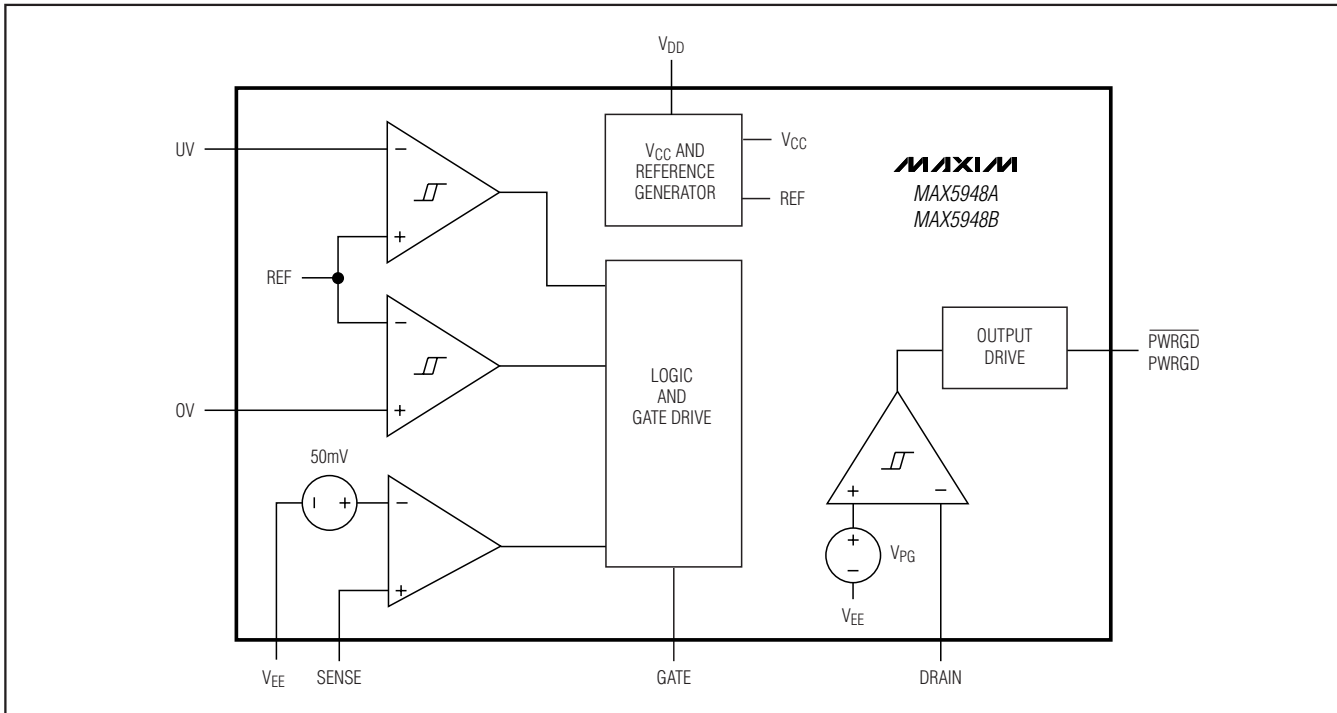 VDD
UV
−
+
VCC AND
REFERENCE
GENERATOR
VCC
REF
MAXIM
MAX5948A
MAX5948B
REF
−
+
OV
LOGIC
AND
GATE DRIVE
OUTPUT
DRIVE
PWRGD
PWRGD
50mV
− +
−
+
+ −
+
−
VPG
VEE
VEE
SENSE
GATE
DRAIN